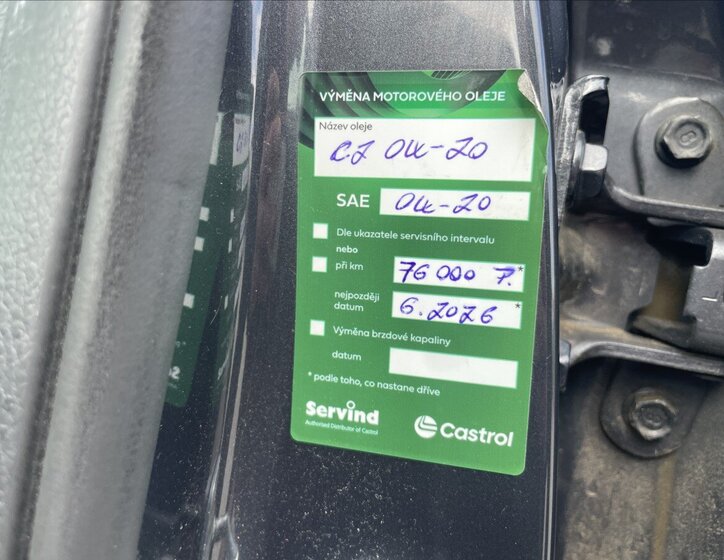 VÝMĚNA MOTOROVÉHO OLEJE
Název oleje
0W-20
SAE 0W-20
Dle ukazatele servisního intervalu
nebo
při km 76 000 *
nejpozději
datum 6.2026 *
Výměna brzdové kapaliny
datum
* podle toho, co nastane dříve
Servind
Authorised Distributor of Castrol
Castrol